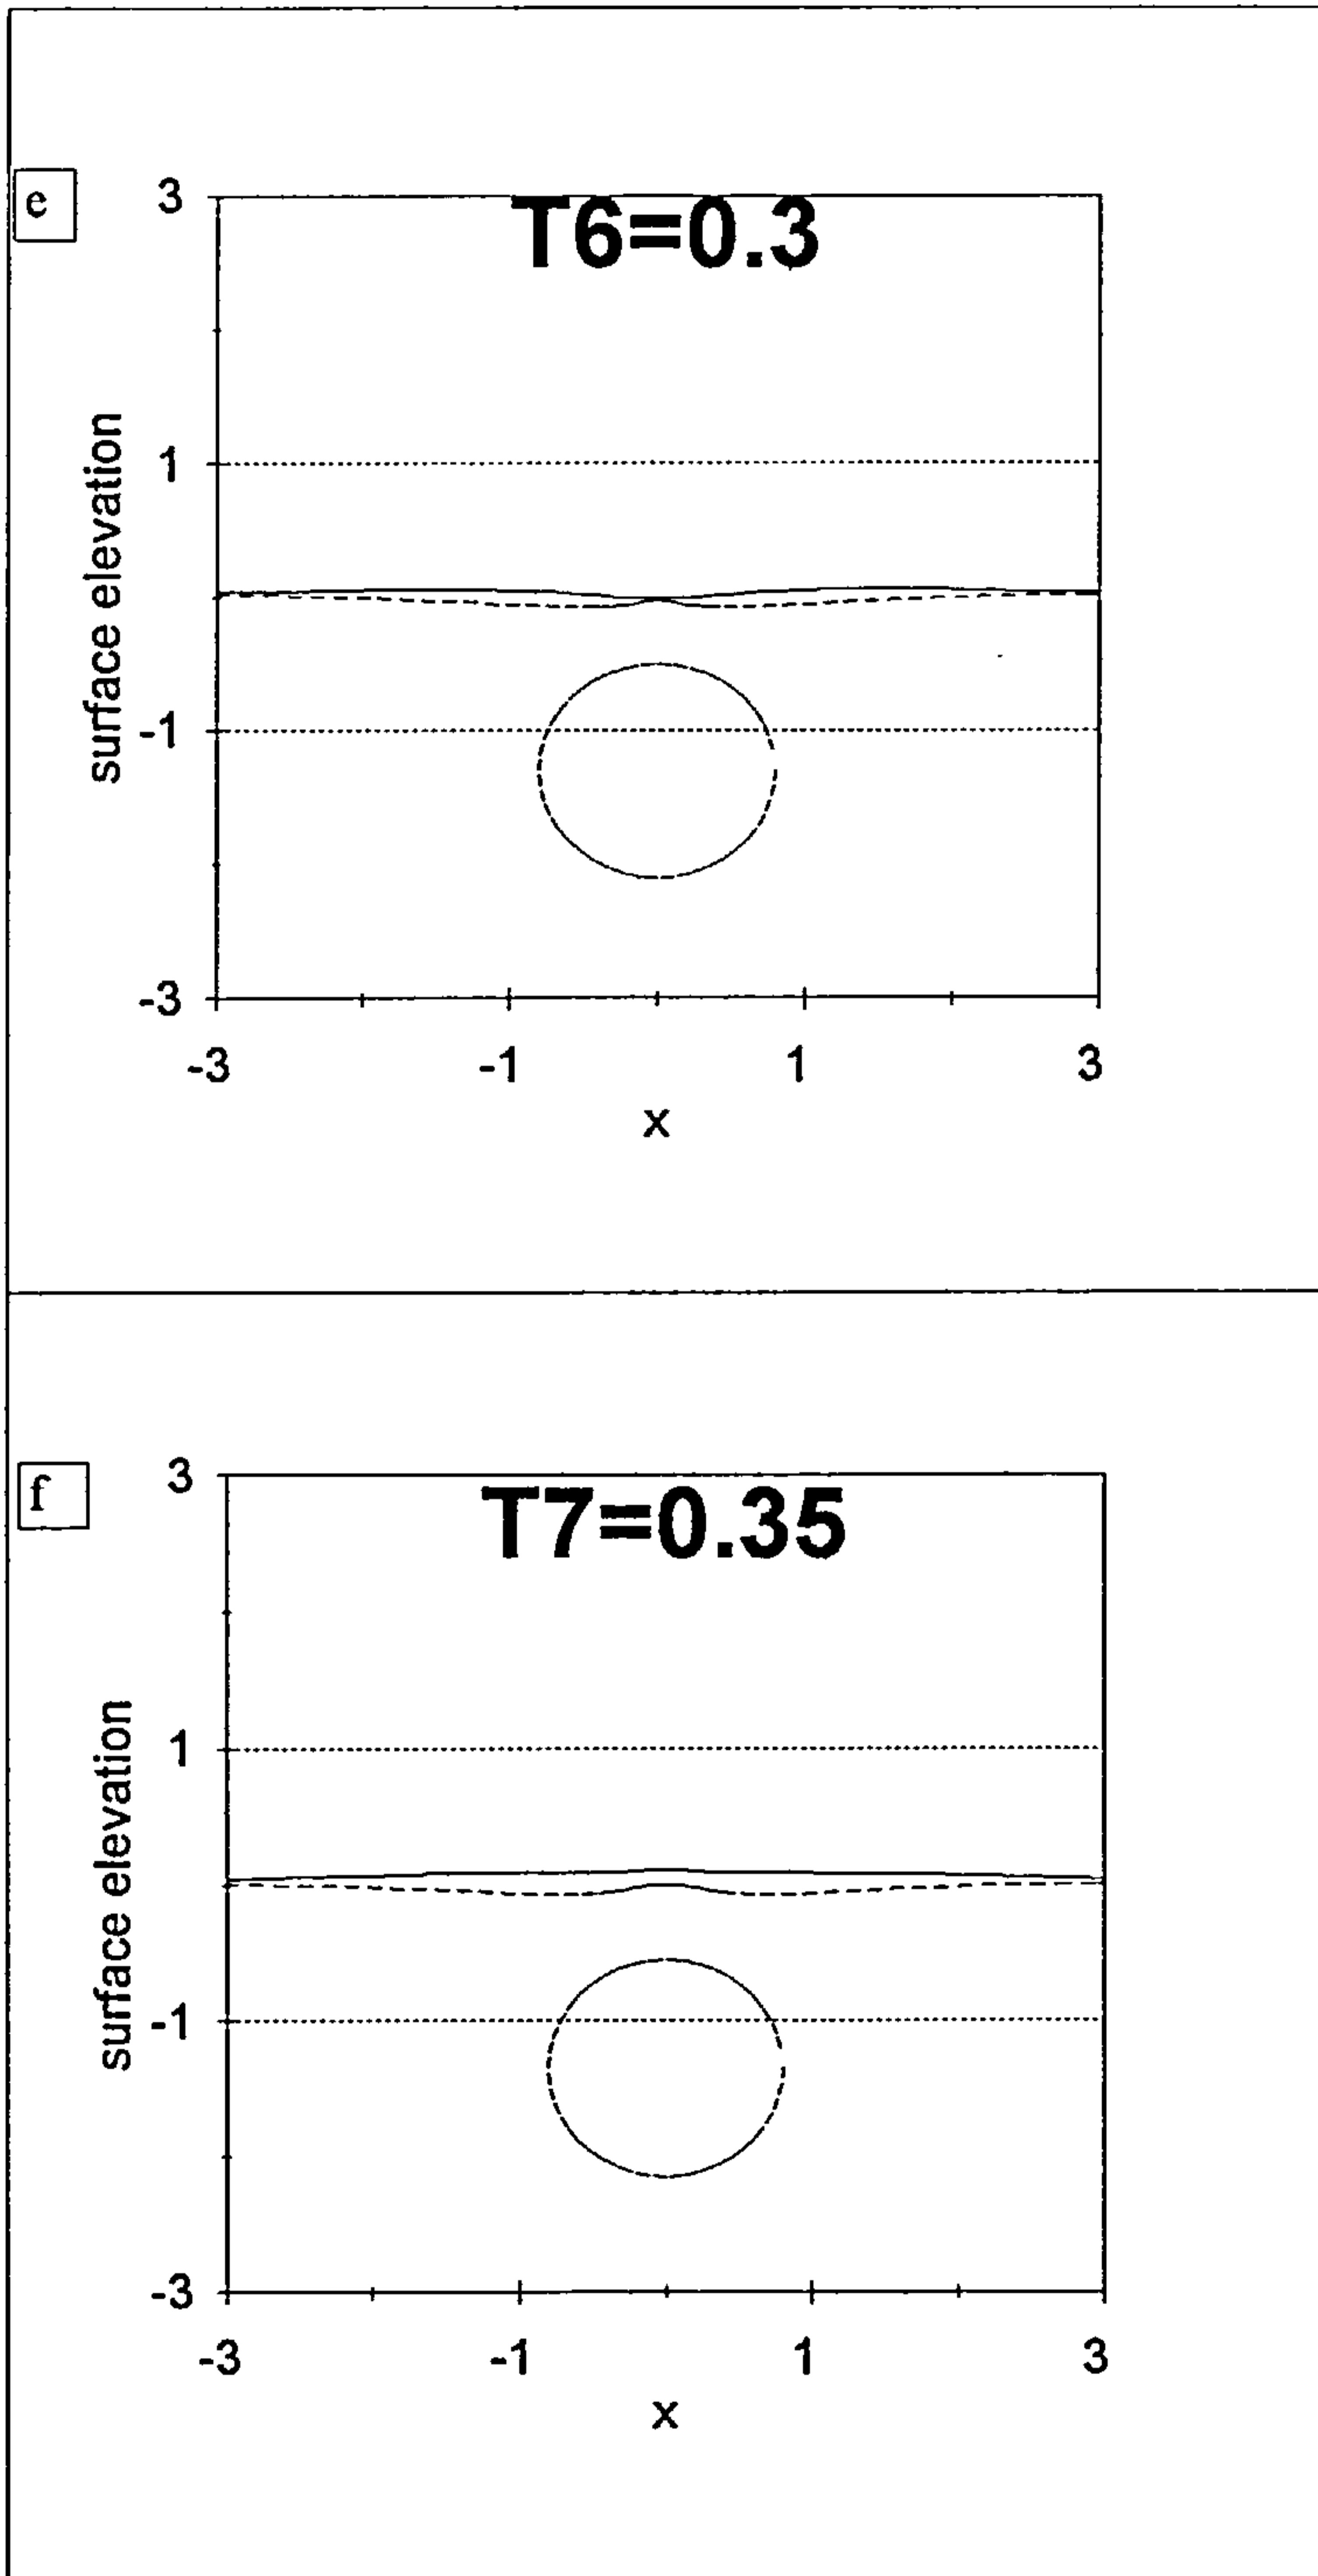 e
T6=0.3
3
1
-1
-3
surface elevation
-3 -1 1 3
x
f
T7=0.35
3
1
-1
-3
surface elevation
-3 -1 1 3
x